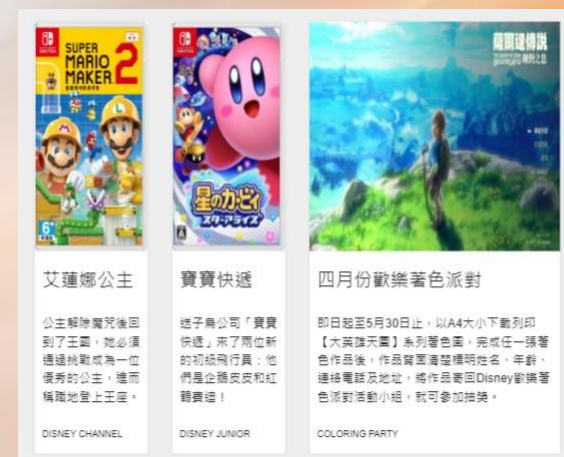 SUPER
MARIO
MAKER 2
艾蓮娜公主
公主解除魔咒後回
到了王國,她必須
通過挑戰成為一位
優秀的公主,進而
稱職地登上王座。
DISNEY CHANNEL
星のカービィ
スターアライズ
寶寶快遞
送子鳥公司「寶寶
快遞」來了兩位新
的初級飛行員:他
們是企鵝皮皮和紅
鶴費迪!
DISNEY JUNIOR
薩爾達傳說
四月份歡樂著色派對
即日起至5月30日止,以A4大小下載列印
【大英雄天團】系列著色圖,完成任一張著
色作品後,作品背面清楚標明姓名、年齡、
連絡電話及地址,將作品寄回Disney歡樂著
色派對活動小組,就可參加抽獎。
COLORING PARTY